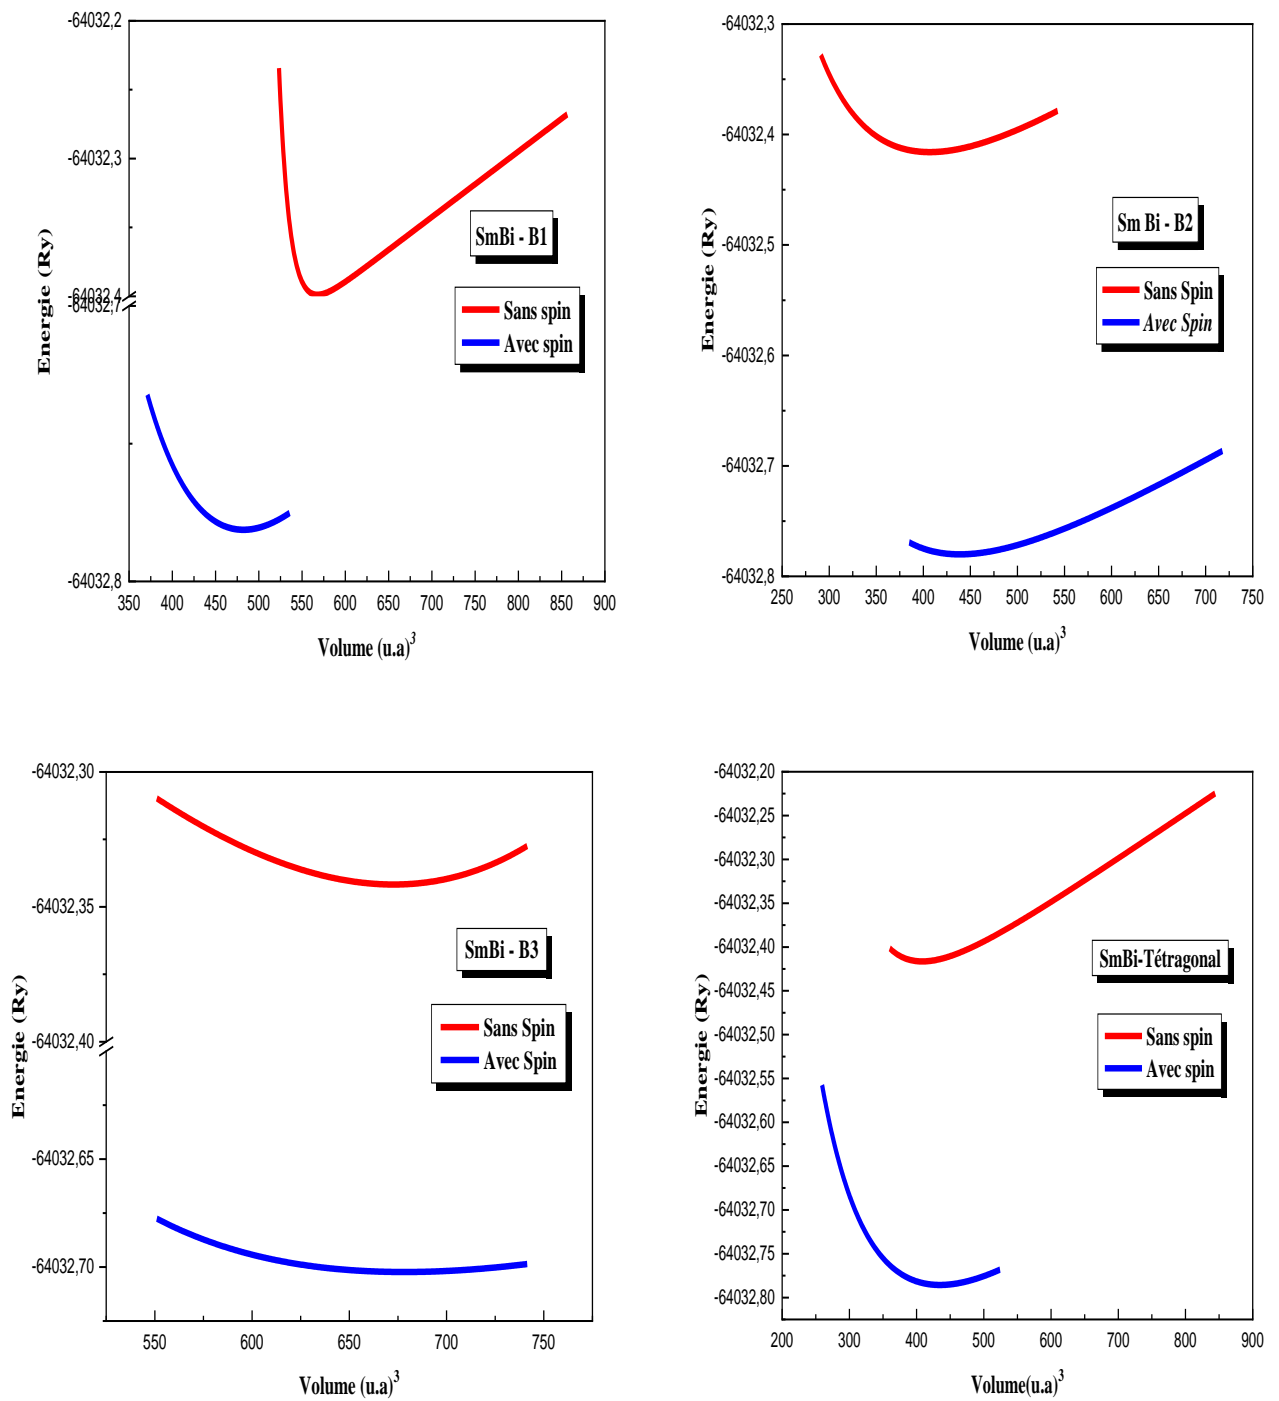 -64032,2
-64032,3
-64032,4
-64032,7
-64032,8
350 400 450 500 550 600 650 700 750 800 850 900
Energie (Ry)
Volume (u.a)3
SmBi - B1
Sans spin
Avec spin
-64032,3
-64032,4
-64032,5
-64032,6
-64032,7
-64032,8
250 300 350 400 450 500 550 600 650 700 750
Energie (Ry)
Volume (u.a)3
Sm Bi - B2
Sans Spin
Avec Spin
-64032,30
-64032,35
-64032,40
-64032,65
-64032,70
550 600 650 700 750
Energie (Ry)
Volume (u.a)3
SmBi - B3
Sans Spin
Avec Spin
-64032,20
-64032,25
-64032,30
-64032,35
-64032,40
-64032,45
-64032,50
-64032,55
-64032,60
-64032,65
-64032,70
-64032,75
-64032,80
200 300 400 500 600 700 800 900
Energie (Ry)
Volume(u.a)3
SmBi-Tétragonal
Sans spin
Avec spin